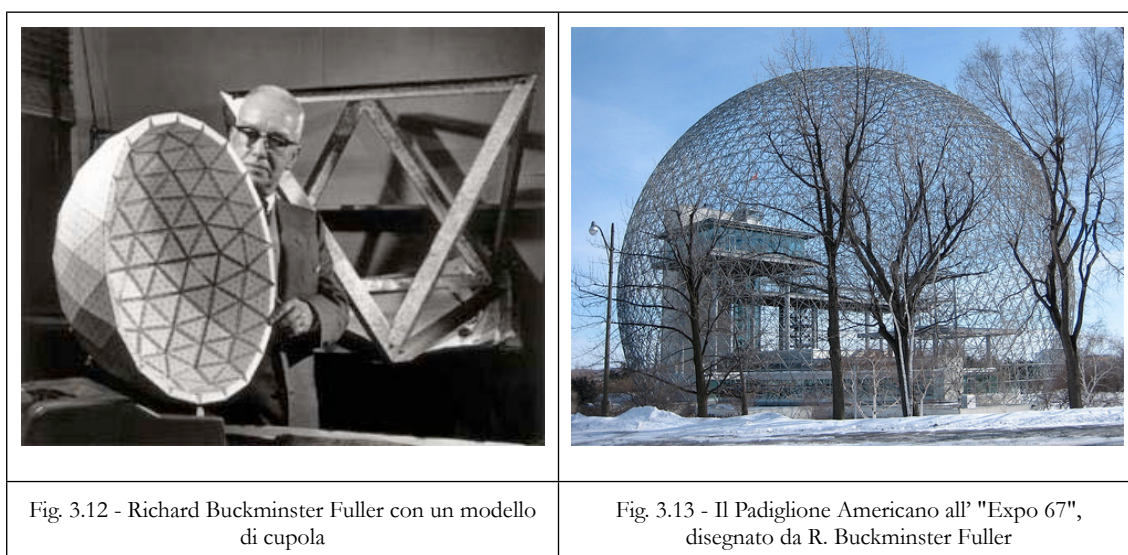 Fig. 3.12 - Richard Buckminster Fuller con un modello
di cupola
Fig. 3.13 - Il Padiglione Americano all’ "Expo 67",
disegnato da R. Buckminster Fuller